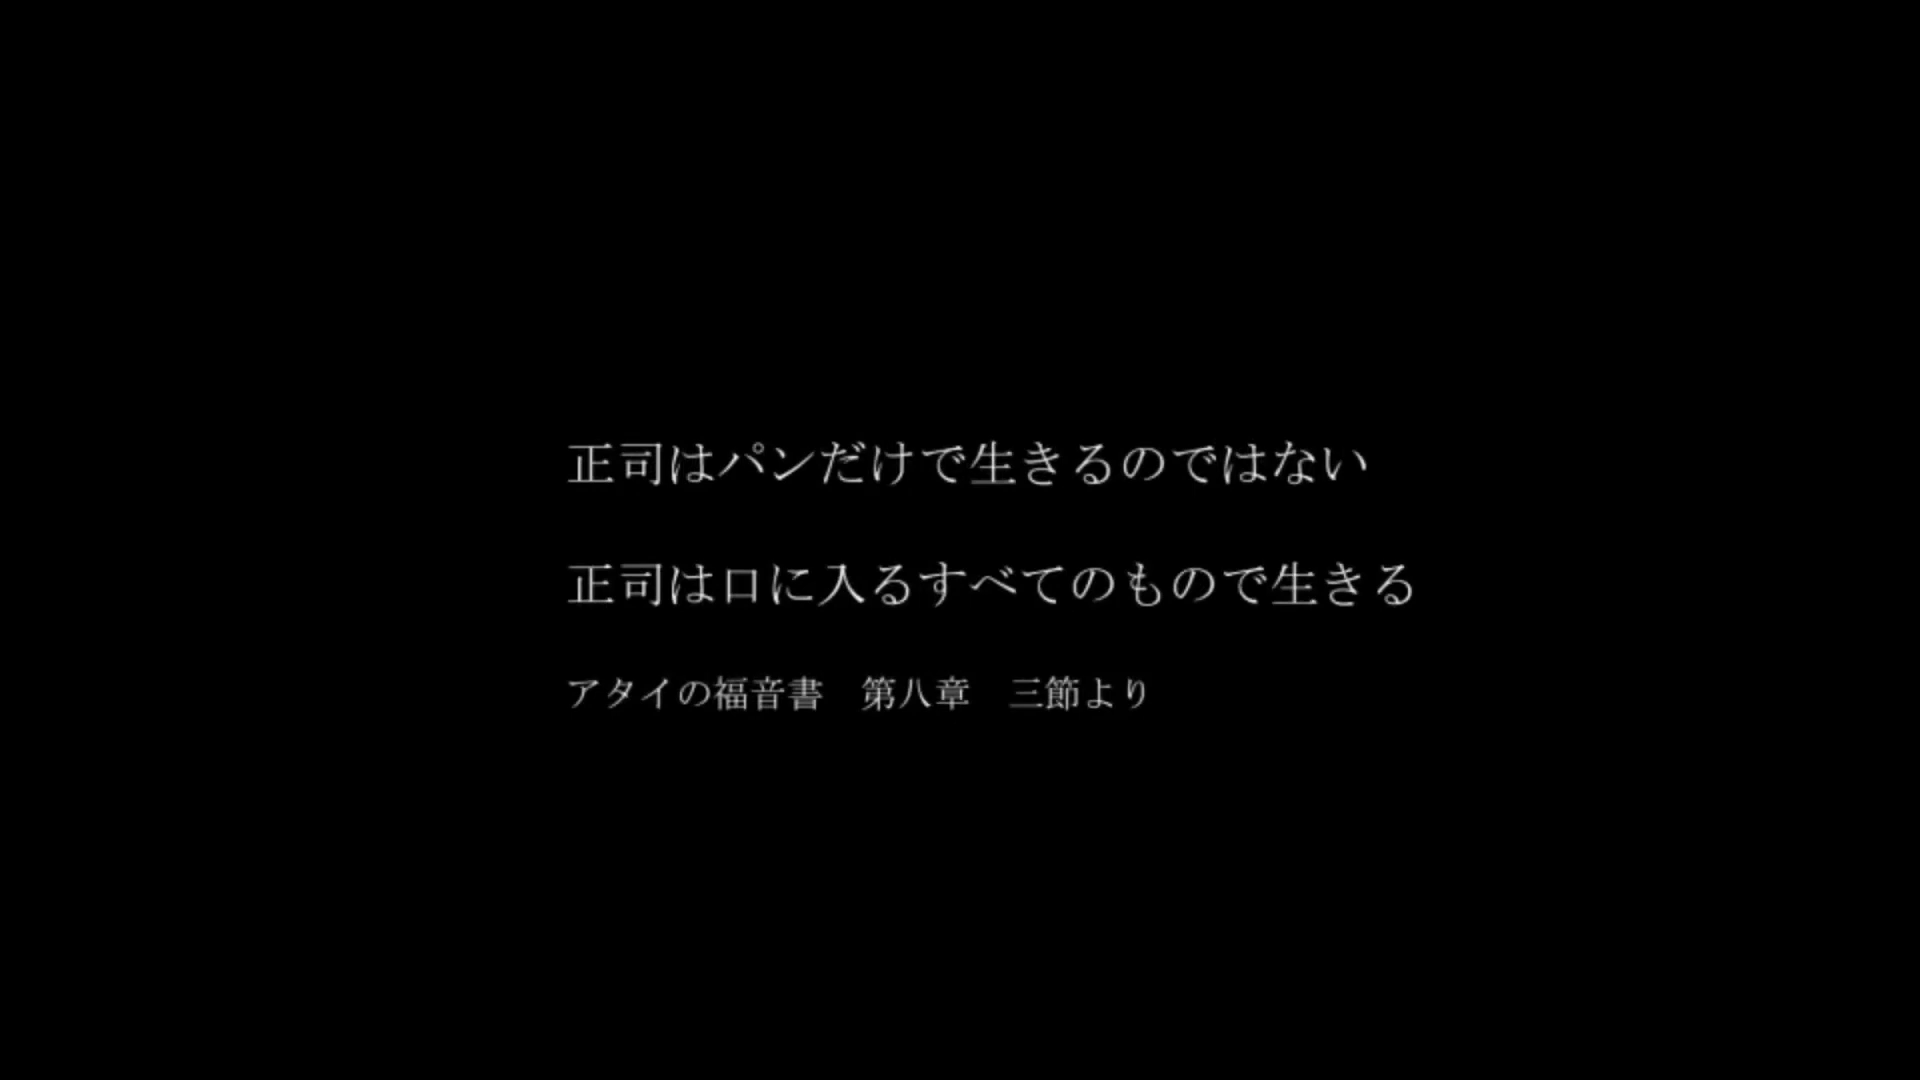 正司はパンだけで生きるのではない
正司は口に入るすべてのもので生きる
アタイの福音書　第八章　三節より